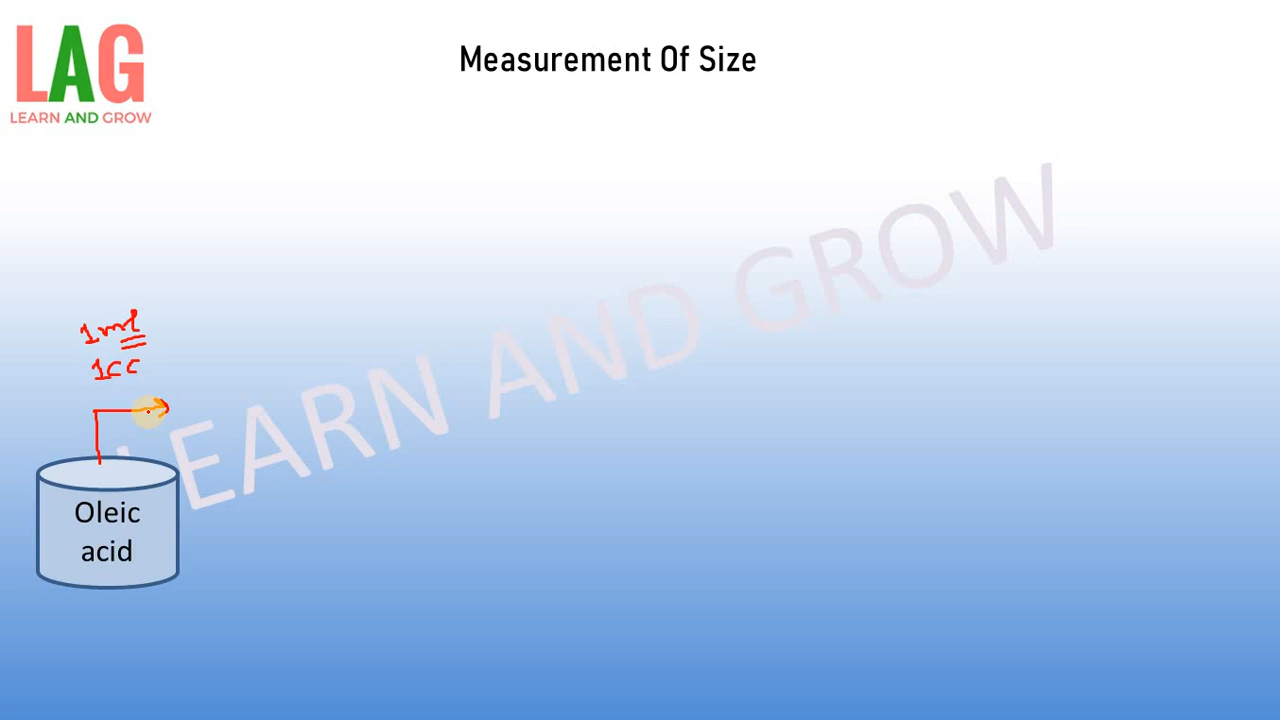 LAG
LEARN AND GROW
Measurement Of Size
LEARN AND GROW
1ml
1cc
Oleic
acid